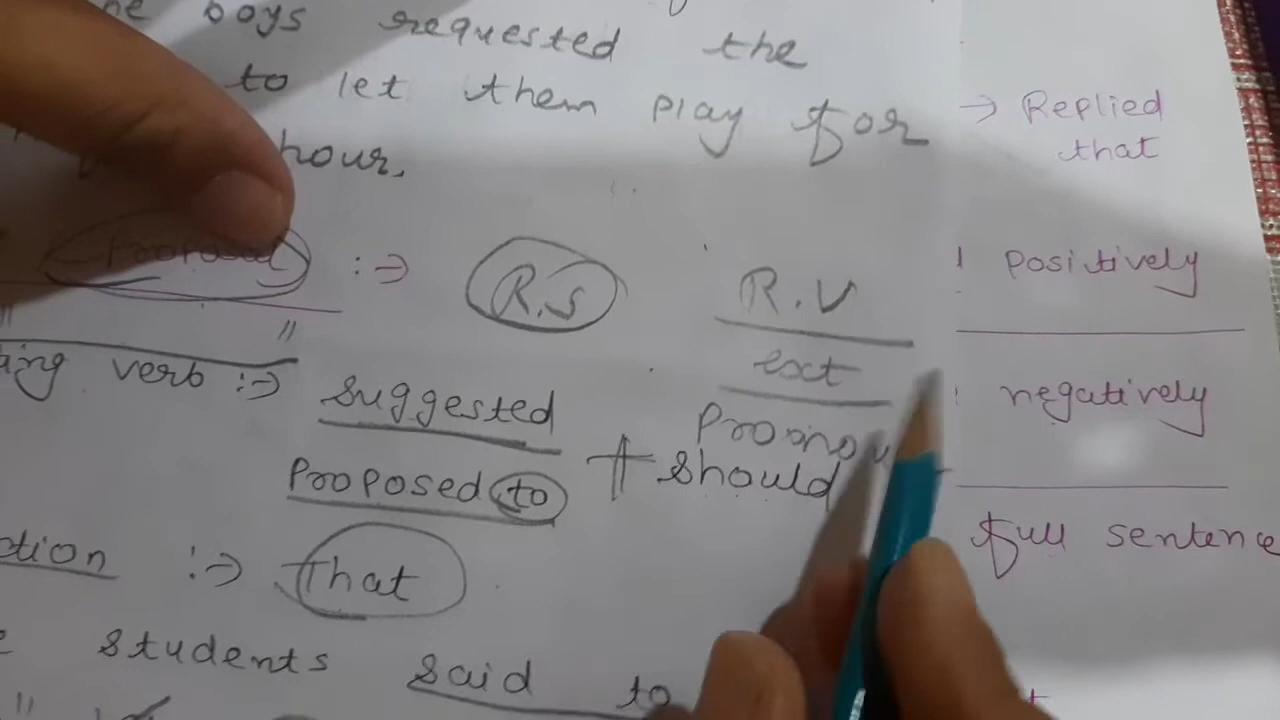 boys requested the
to let them play for
hour.
→ Replied
that
Proposal :→ R.S R.V
Positively
verb :→ suggested ext
negatively
Proposed to + should
:→ that
full sentence
students said to